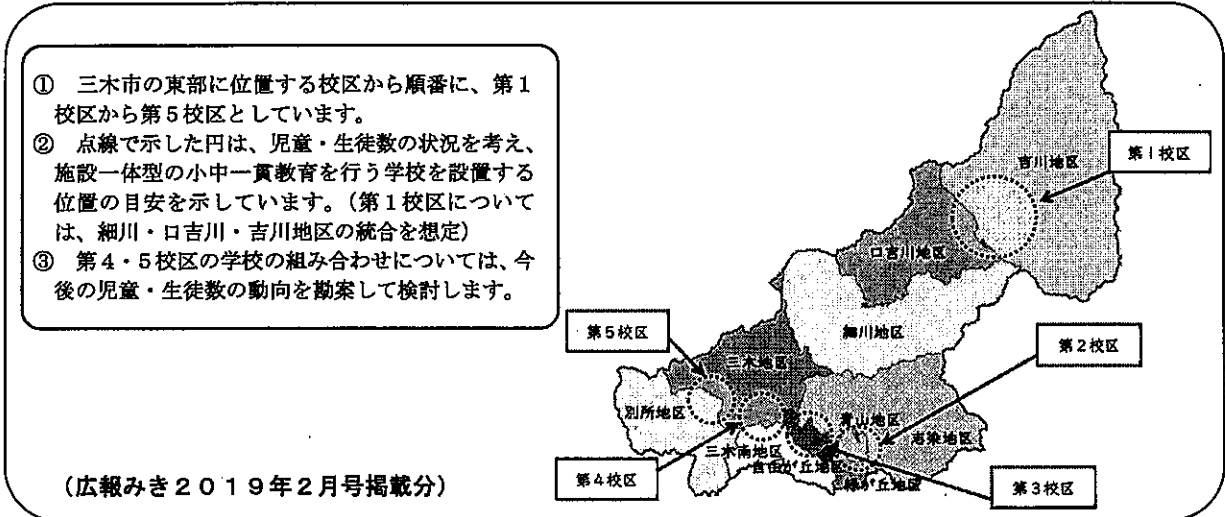 ① 三木市の東部に位置する校区から順番に、第1
校区から第5校区としています。
② 点線で示した円は、児童・生徒数の状況を考え、
施設一体型の小中一貫教育を行う学校を設置する
位置の目安を示しています。(第1校区について
は、細川・口吉川・吉川地区の統合を想定)
③ 第4・5校区の学校の組み合わせについては、今
後の児童・生徒数の動向を勘案して検討します。
吉川地区
第1校区
口吉川地区
細川地区
第5校区
第2校区
三木地区
別所地区
青山地区
志染地区
三木南地区
自由が丘地区
緑が丘地区
第4校区
第3校区
(広報みき2019年2月号掲載分)